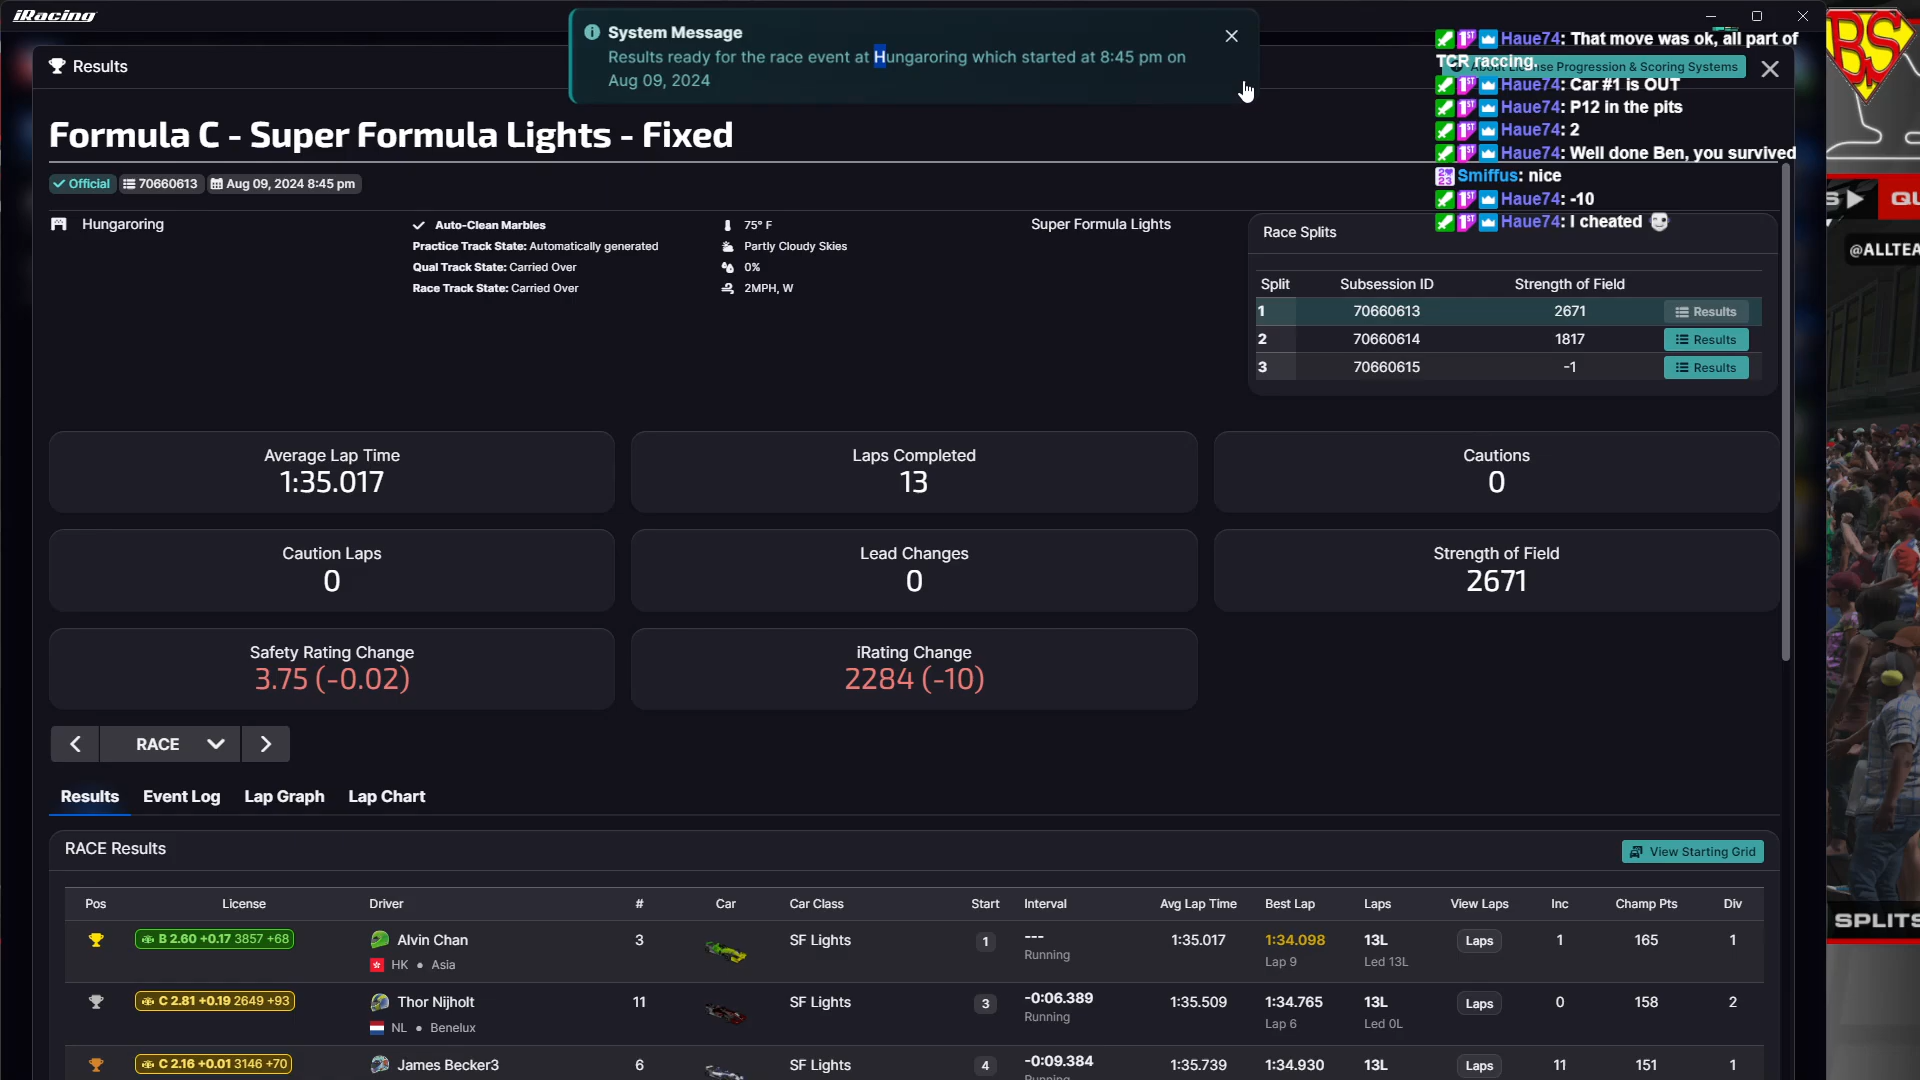 iRacing
System Message
Results ready for the race event at Hungaroring which started at 8:45 pm on
Aug 09, 2024
Haue74: That move was ok, all part of
TCR raccing.
Haue74: Car #1 is OUT
Haue74: P12 in the pits
Haue74: 2
Haue74: Well done Ben, you survived
Smiffus: nice
Haue74: -10
Haue74: I cheated
Results
Progression & Scoring Systems
BS
Formula C - Super Formula Lights - Fixed
Official 70660613 Aug 09, 2024 8:45 pm
Hungaroring
Auto-Clean Marbles
Practice Track State: Automatically generated
Qual Track State: Carried Over
Race Track State: Carried Over
75° F
Partly Cloudy Skies
0%
2MPH, W
Super Formula Lights
Race Splits
Split Subsession ID Strength of Field
1 70660613 2671 Results
2 70660614 1817 Results
3 70660615 -1 Results
@ALLTEA
Average Lap Time
1:35.017
Laps Completed
13
Cautions
0
Caution Laps
0
Lead Changes
0
Strength of Field
2671
Safety Rating Change
3.75 (-0.02)
iRating Change
2284 (-10)
RACE
Results Event Log Lap Graph Lap Chart
RACE Results
View Starting Grid
Pos License Driver # Car Car Class Start Interval Avg Lap Time Best Lap Laps View Laps Inc Champ Pts Div
B 2.60 +0.17 3857 +68 Alvin Chan 3 SF Lights 1 --- 1:35.017 1:34.098 13L Laps 1 165 1
HK • Asia Running Lap 9 Led 13L
C 2.81 +0.19 2649 +93 Thor Nijholt 11 SF Lights 3 -0:06.389 1:35.509 1:34.765 13L Laps 0 158 2
NL • Benelux Running Lap 6 Led 0L
C 2.16 +0.01 3146 +70 James Becker3 6 SF Lights 4 -0:09.384 1:35.739 1:34.930 13L Laps 11 151 1
Running
SPLITS